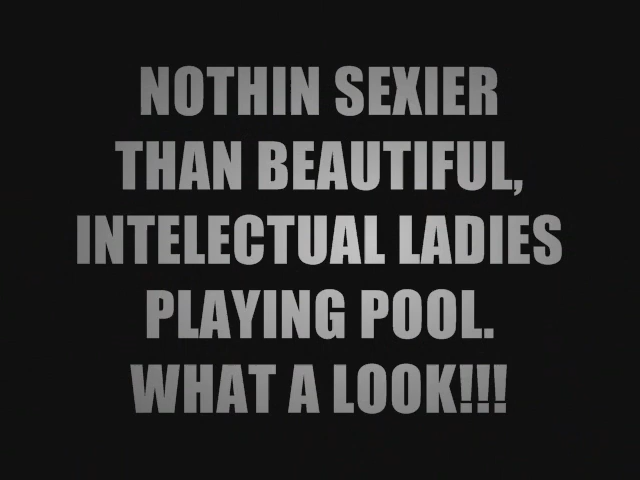 NOTHIN SEXIER
THAN BEAUTIFUL,
INTELECTUAL LADIES
PLAYING POOL.
WHAT A LOOK!!!